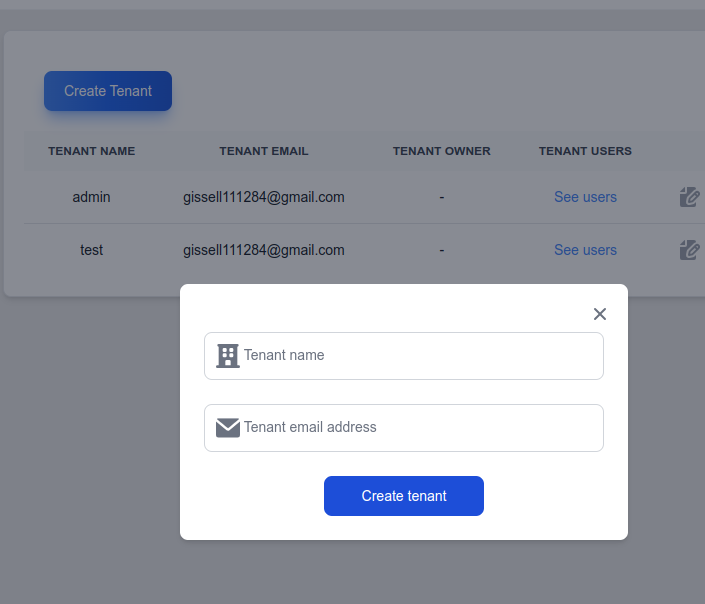 Create Tenant
TENANT NAME TENANT EMAIL TENANT OWNER TENANT USERS
admin gissell111284@gmail.com - See users
test gissell111284@gmail.com - See users
Tenant name
Tenant email address
Create tenant